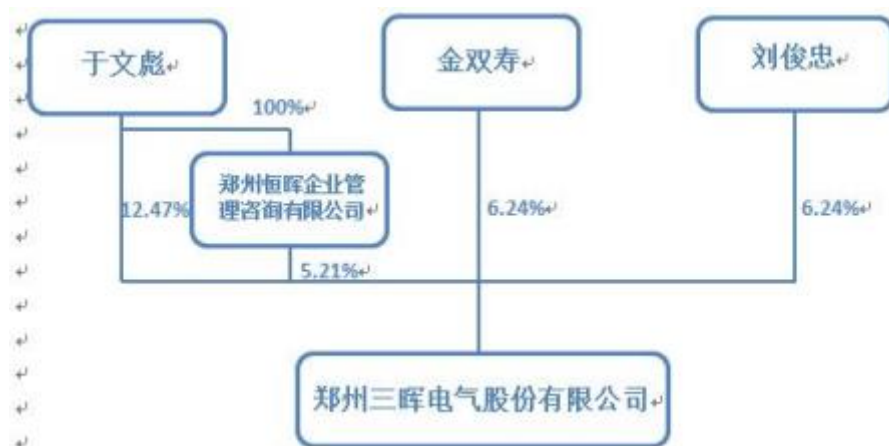 于文彪
金双寿
刘俊忠
100%
郑州恒晖企业管
理咨询有限公司
12.47%
6.24%
6.24%
5.21%
郑州三晖电气股份有限公司